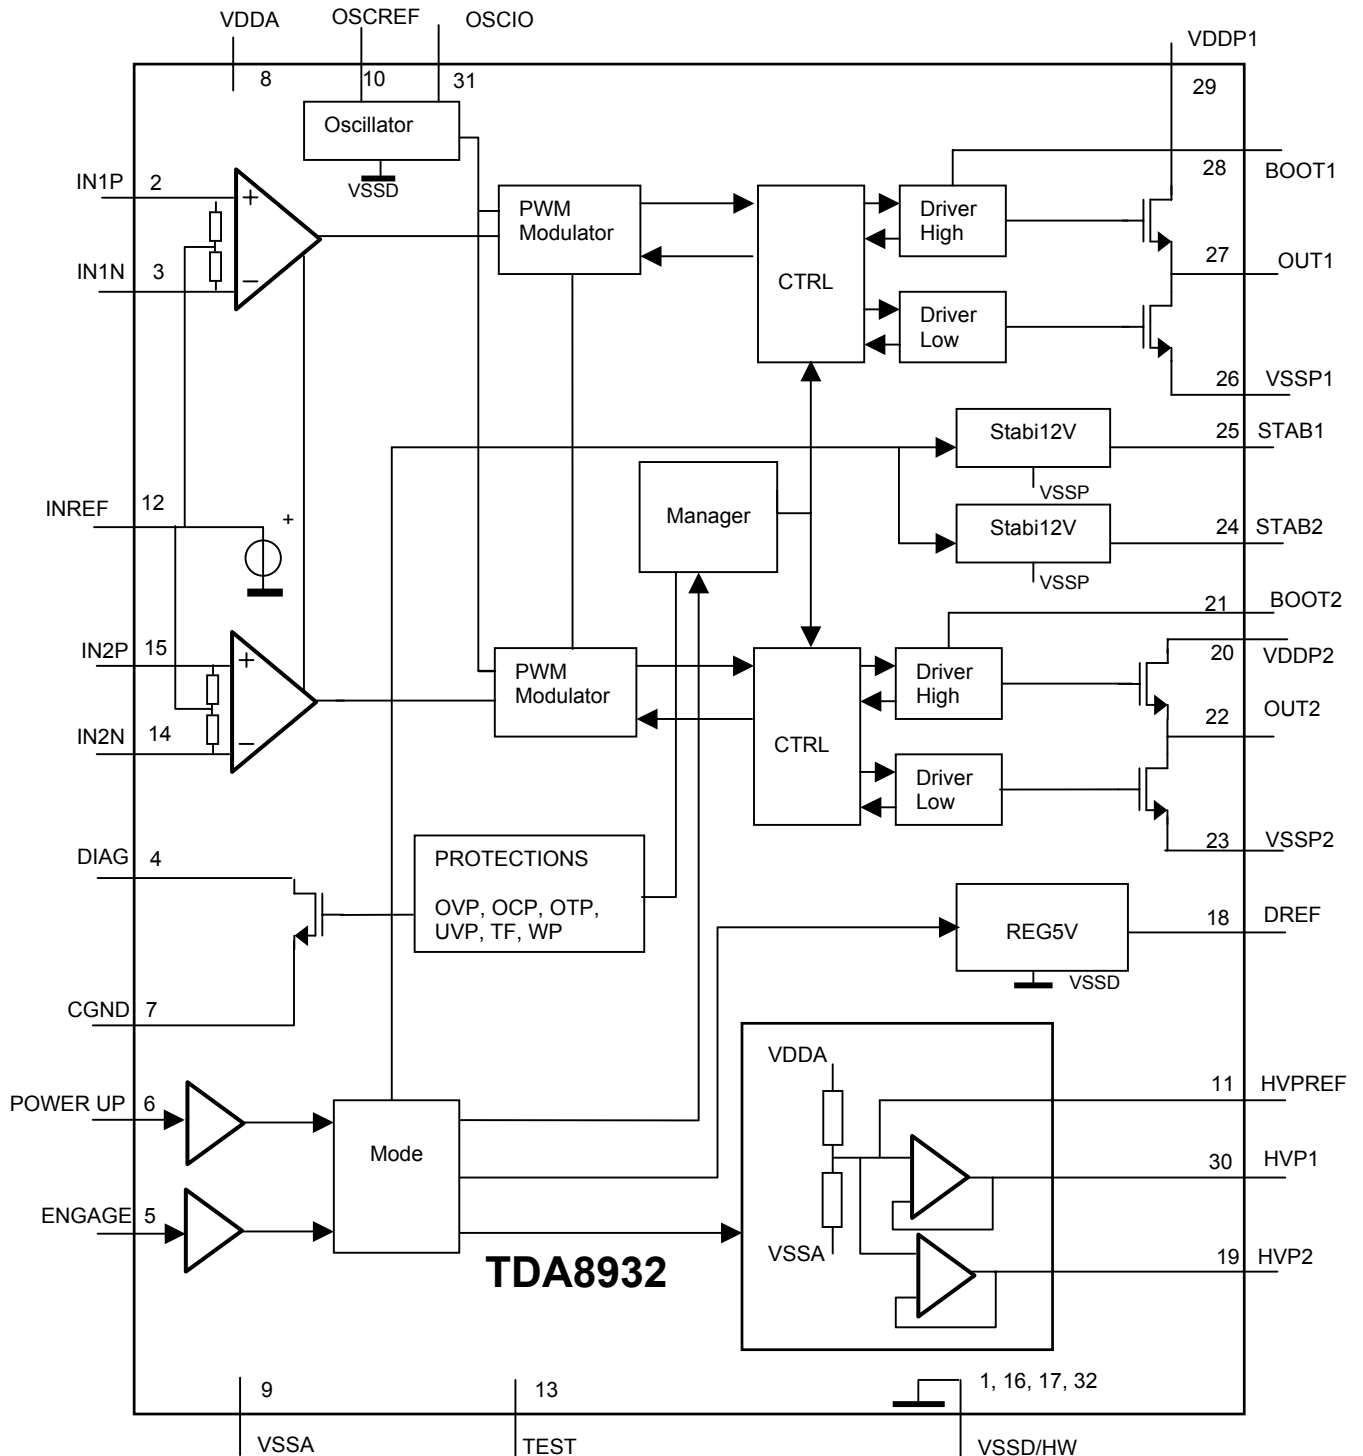 VDDA
OSCREF
OSCIO
VDDP1
8
10
31
29
Oscillator
VSSD
IN1P
2
+
IN1N
3
−
PWM
Modulator
CTRL
Driver
High
Driver
Low
28
BOOT1
27
OUT1
26
VSSP1
Stabi12V
25
STAB1
VSSP
Stabi12V
24
STAB2
VSSP
INREF
12
+
Manager
21
BOOT2
20
VDDP2
IN2P
15
+
IN2N
14
−
PWM
Modulator
CTRL
Driver
High
Driver
Low
22
OUT2
23
VSSP2
DIAG
4
PROTECTIONS
OVP, OCP, OTP,
UVP, TF, WP
REG5V
18
DREF
VSSD
CGND
7
POWER UP
6
ENGAGE
5
Mode
TDA8932
VDDA
VSSA
11
HVPREF
30
HVP1
19
HVP2
9
VSSA
13
TEST
1, 16, 17, 32
VSSD/HW